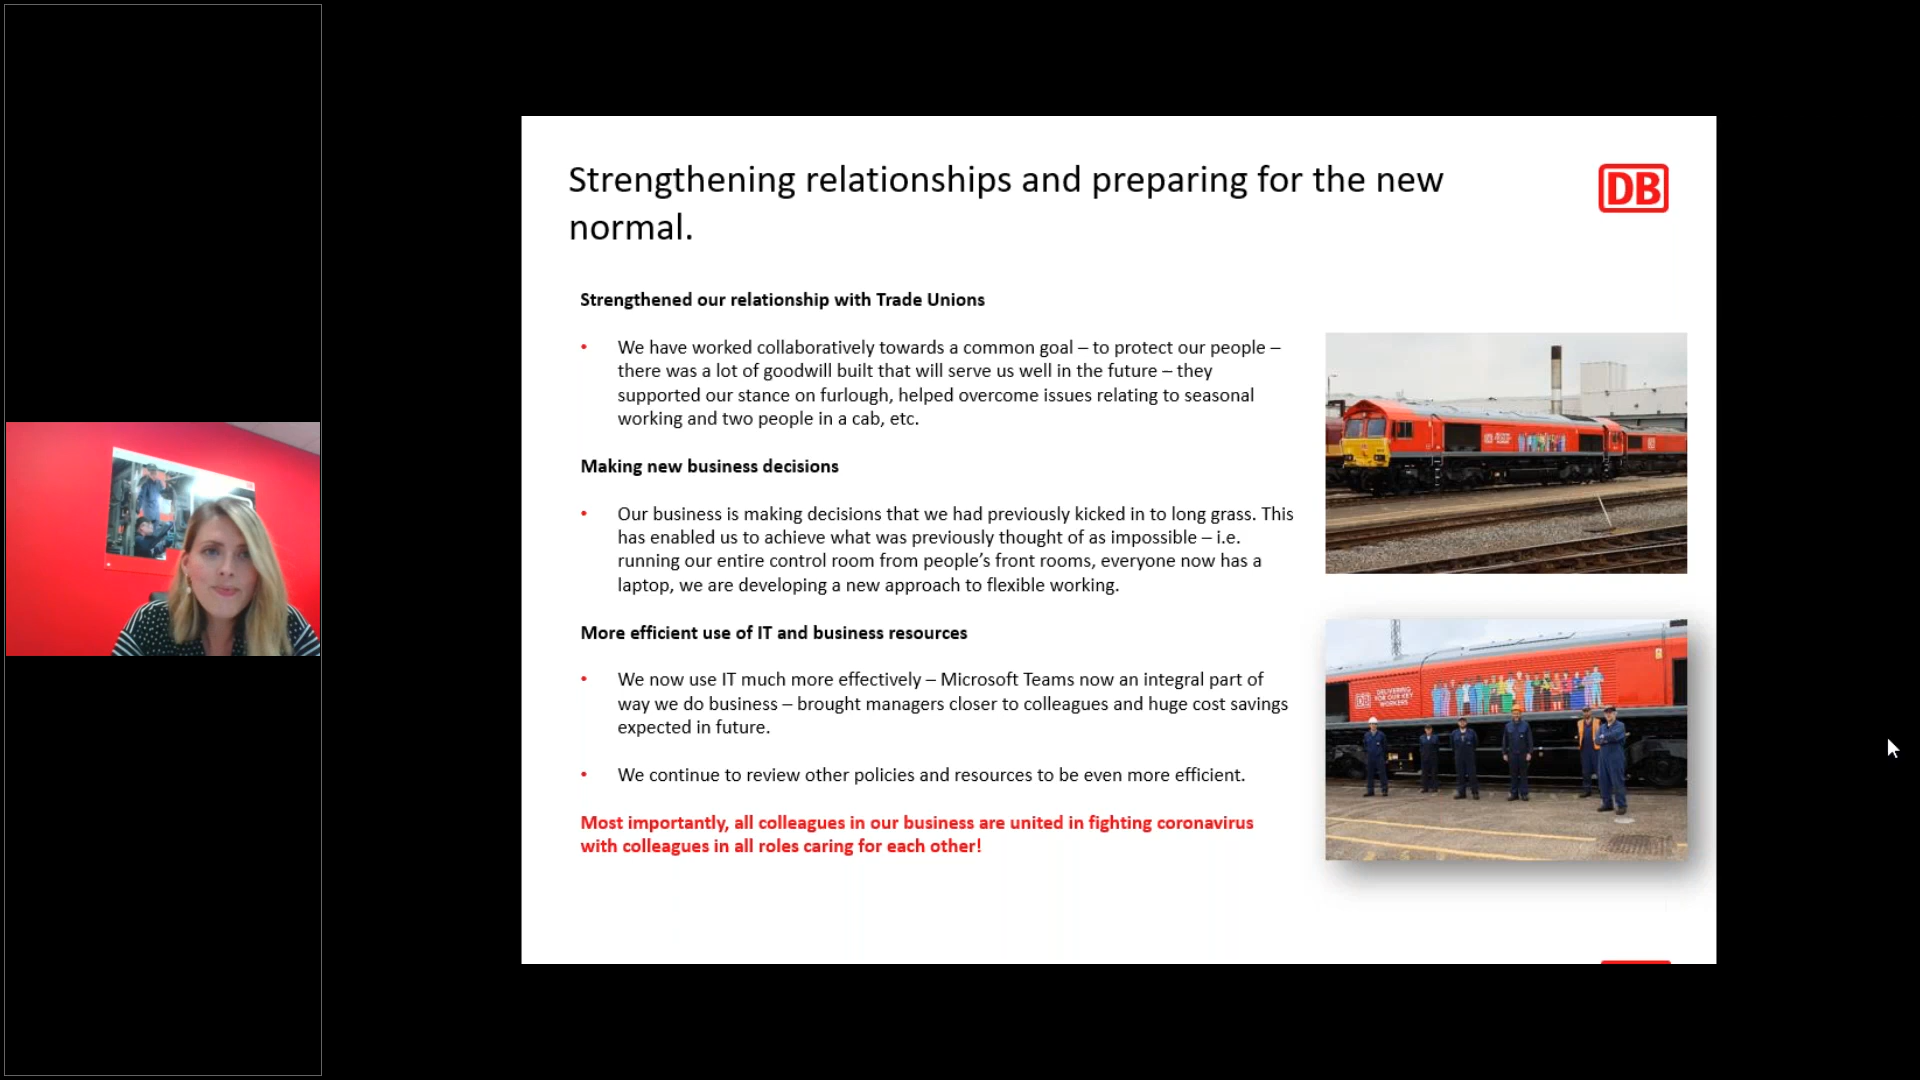 Strengthening relationships and preparing for the new
normal.
DB
Strengthened our relationship with Trade Unions
• We have worked collaboratively towards a common goal – to protect our people –
there was a lot of goodwill built that will serve us well in the future – they
supported our stance on furlough, helped overcome issues relating to seasonal
working and two people in a cab, etc.
Making new business decisions
• Our business is making decisions that we had previously kicked in to long grass. This
has enabled us to achieve what was previously thought of as impossible – i.e.
running our entire control room from people’s front rooms, everyone now has a
laptop, we are developing a new approach to flexible working.
More efficient use of IT and business resources
• We now use IT much more effectively – Microsoft Teams now an integral part of
way we do business – brought managers closer to colleagues and huge cost savings
expected in future.
• We continue to review other policies and resources to be even more efficient.
Most importantly, all colleagues in our business are united in fighting coronavirus
with colleagues in all roles caring for each other!
DB
DELIVERING
FOR OUR KEY
WORKERS